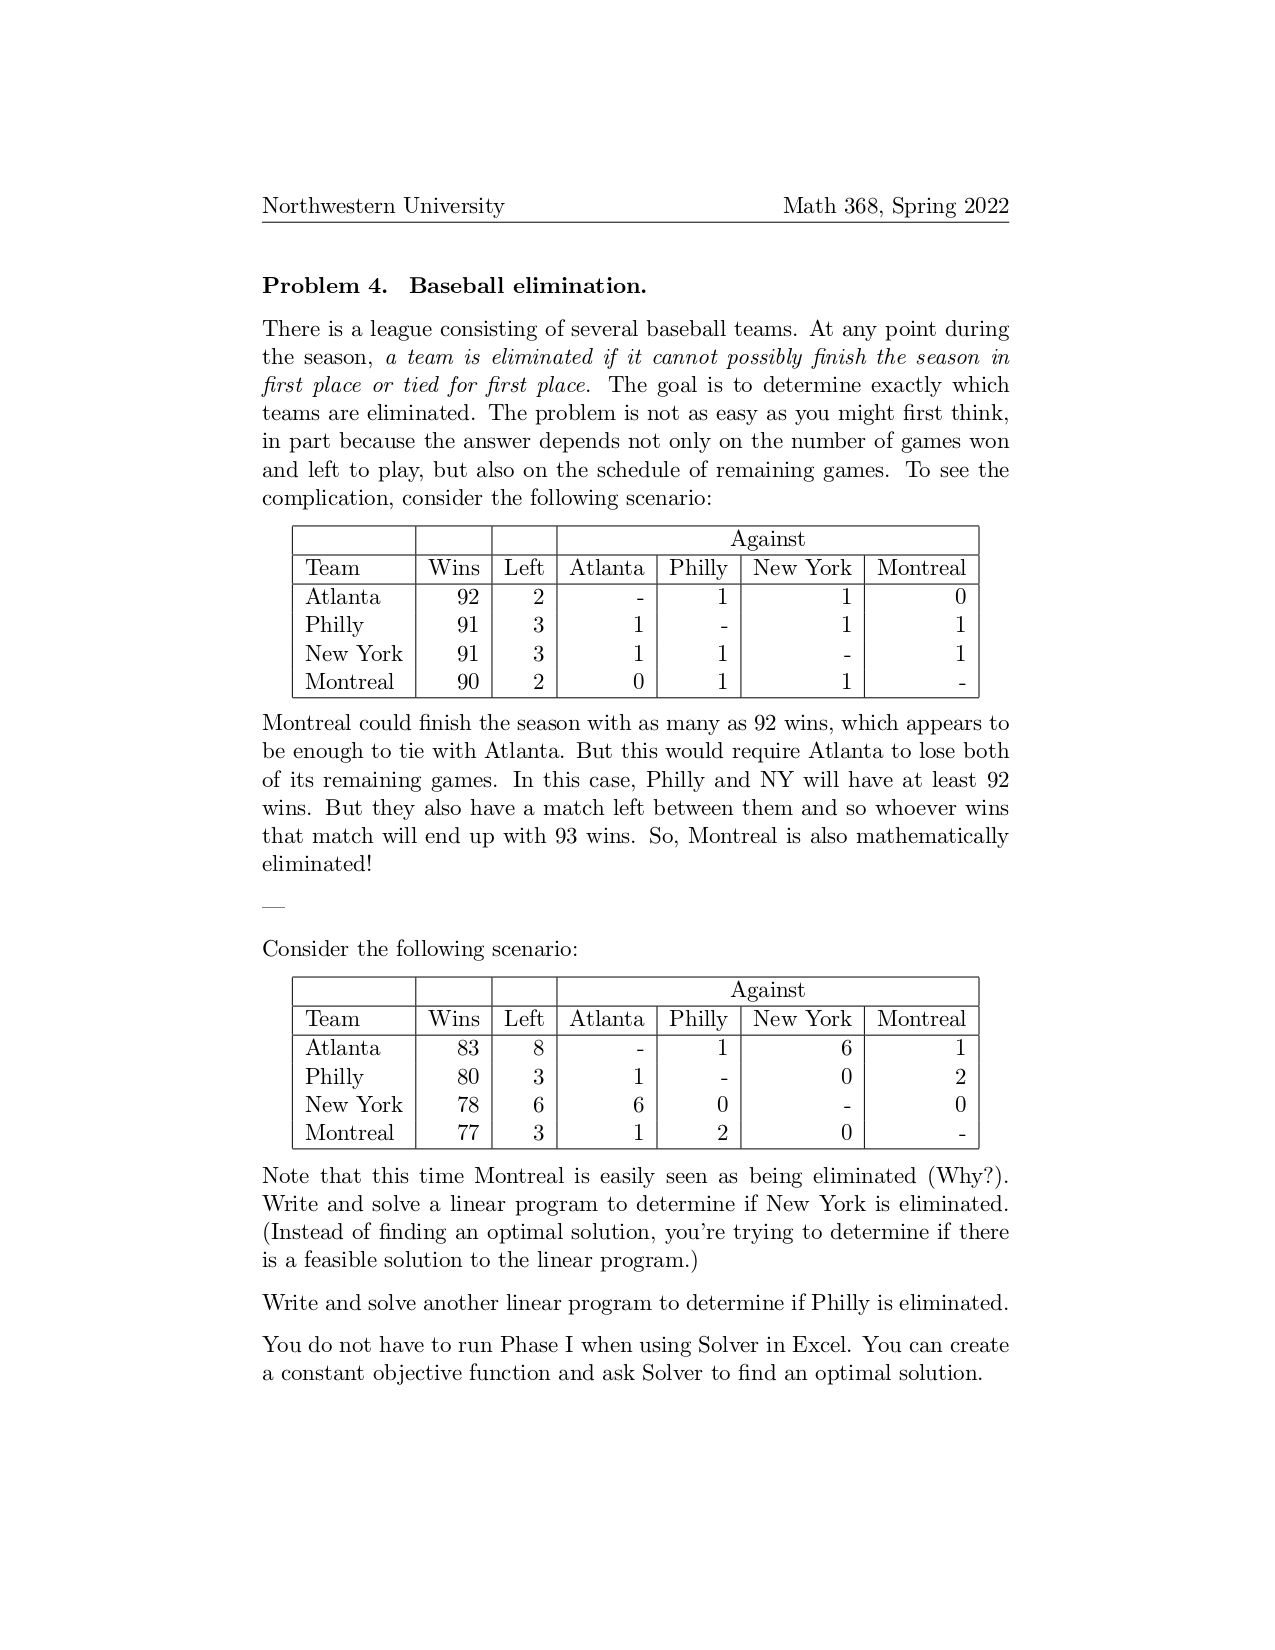 Northwestern University Math 368, Spring 2022
Problem 4. Baseball elimination.
There is a league consisting of several baseball teams. At any point during
the season, a team is eliminated if it cannot possibly finish the season in
first place or tied for first place. The goal is to determine exactly which
teams are eliminated. The problem is not as easy as you might first think,
in part because the answer depends not only on the number of games won
and left to play, but also on the schedule of remaining games. To see the
complication, consider the following scenario:
Against
Team Wins Left Atlanta Philly New York Montreal
Atlanta 92 2 - 1 1 0
Philly 91 3 1 - 1 1
New York 91 3 1 1 - 1
Montreal 90 2 0 1 1 -
Montreal could finish the season with as many as 92 wins, which appears to
be enough to tie with Atlanta. But this would require Atlanta to lose both
of its remaining games. In this case, Philly and NY will have at least 92
wins. But they also have a match left between them and so whoever wins
that match will end up with 93 wins. So, Montreal is also mathematically
eliminated!
—
Consider the following scenario:
Against
Team Wins Left Atlanta Philly New York Montreal
Atlanta 83 8 - 1 6 1
Philly 80 3 1 - 0 2
New York 78 6 6 0 - 0
Montreal 77 3 1 2 0 -
Note that this time Montreal is easily seen as being eliminated (Why?).
Write and solve a linear program to determine if New York is eliminated.
(Instead of finding an optimal solution, you're trying to determine if there
is a feasible solution to the linear program.)
Write and solve another linear program to determine if Philly is eliminated.
You do not have to run Phase I when using Solver in Excel. You can create
a constant objective function and ask Solver to find an optimal solution.